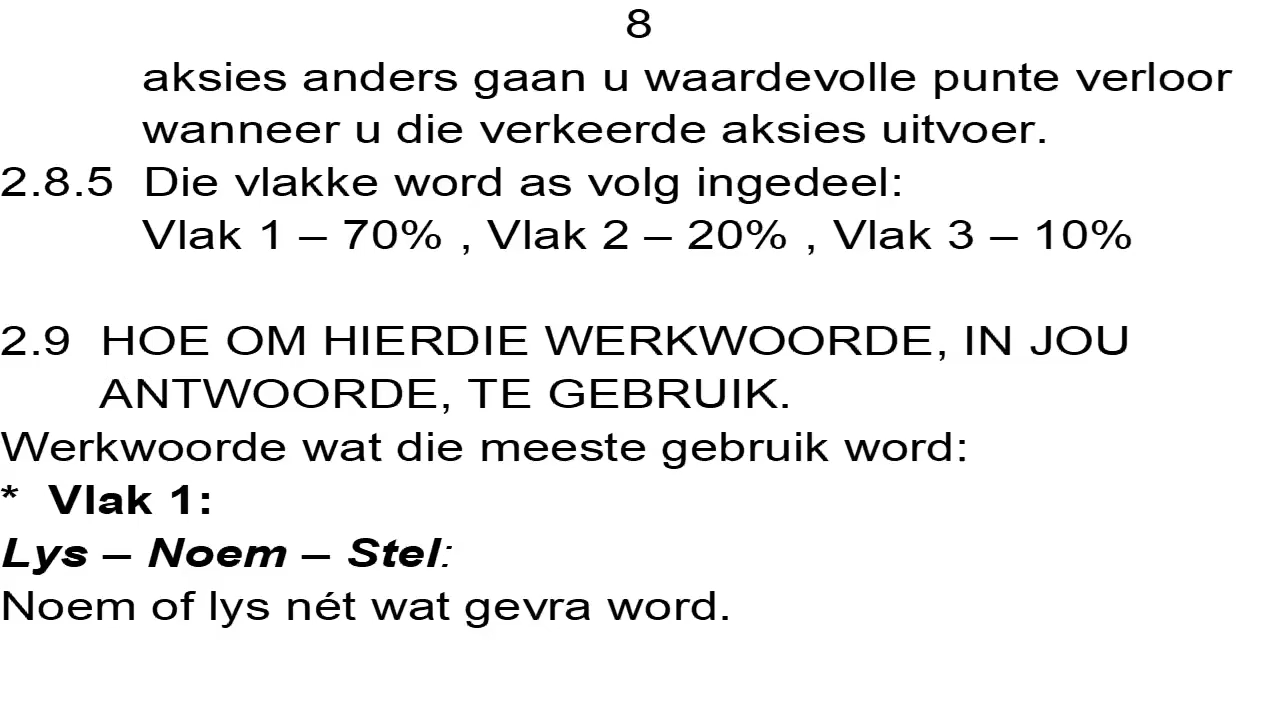 8
aksies anders gaan u waardevolle punte verloor
wanneer u die verkeerde aksies uitvoer.
2.8.5 Die vlakke word as volg ingedeel:
Vlak 1 – 70% , Vlak 2 – 20% , Vlak 3 – 10%
2.9 HOE OM HIERDIE WERKWOORDE, IN JOU
ANTWOORDE, TE GEBRUIK.
Werkwoorde wat die meeste gebruik word:
* Vlak 1:
Lys – Noem – Stel:
Noem of lys nét wat gevra word.